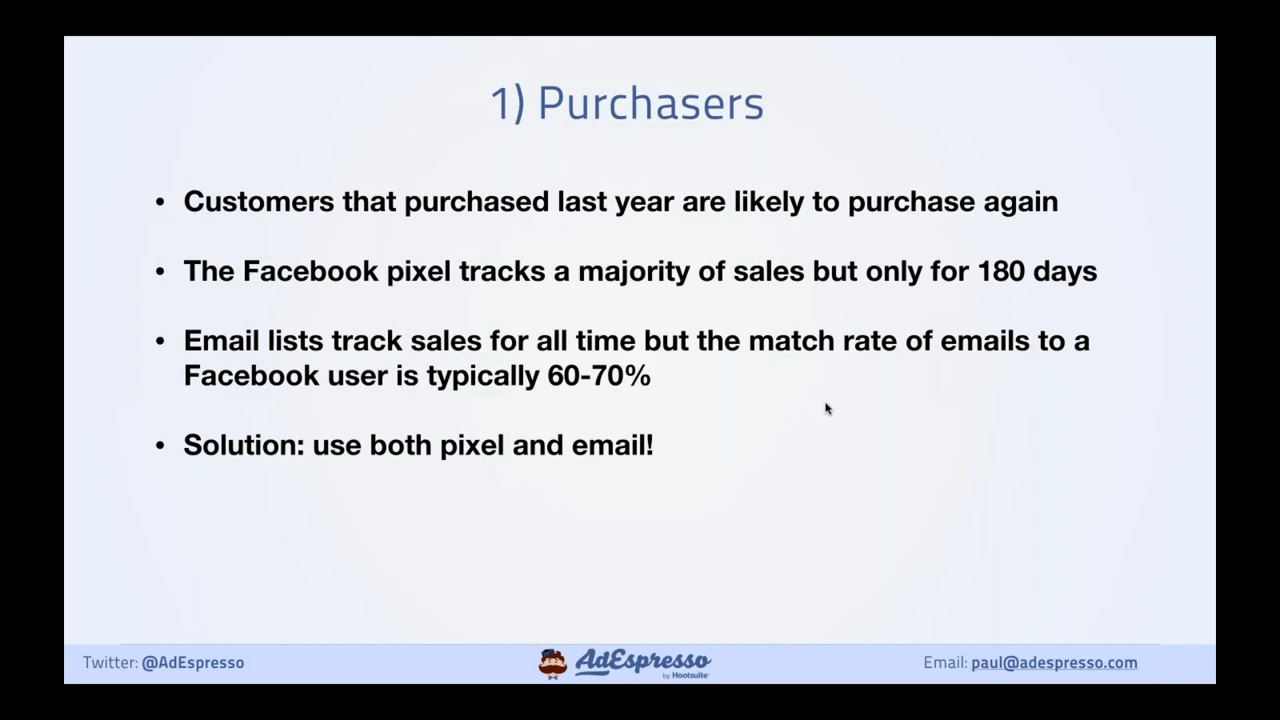 1) Purchasers
• Customers that purchased last year are likely to purchase again
• The Facebook pixel tracks a majority of sales but only for 180 days
• Email lists track sales for all time but the match rate of emails to a
Facebook user is typically 60-70%
• Solution: use both pixel and email!
Twitter: @AdEspresso
AdEspresso
by Hootsuite
Email: paul@adespresso.com